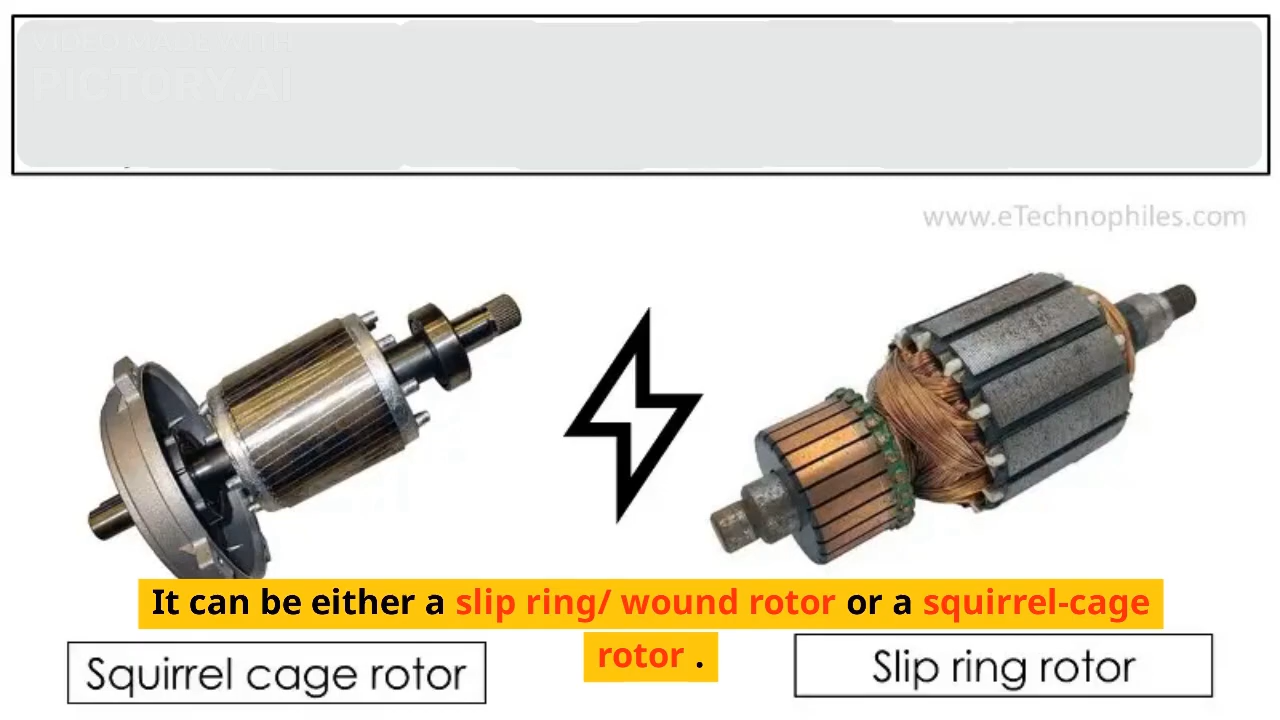 VIDEO MADE WITH
PICTORY.AI
www.eTechnophiles.com
It can be either a slip ring/ wound rotor or a squirrel-cage
rotor .
Squirrel cage rotor
Slip ring rotor